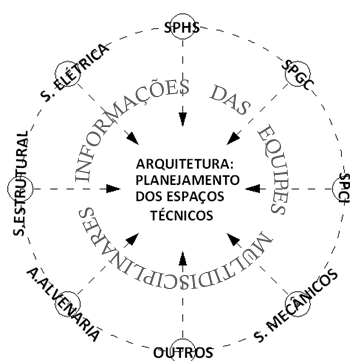 SPHS
SPGC
SPCI
S. MECÂNICOS
OUTROS
A.ALVENARIA
S.ESTRUTURAL
S. ELÉTRICA
INFORMAÇÕES DAS EQUIPES MULTIDISCIPLINARES
ARQUITETURA:
PLANEJAMENTO
DOS ESPAÇOS
TÉCNICOS